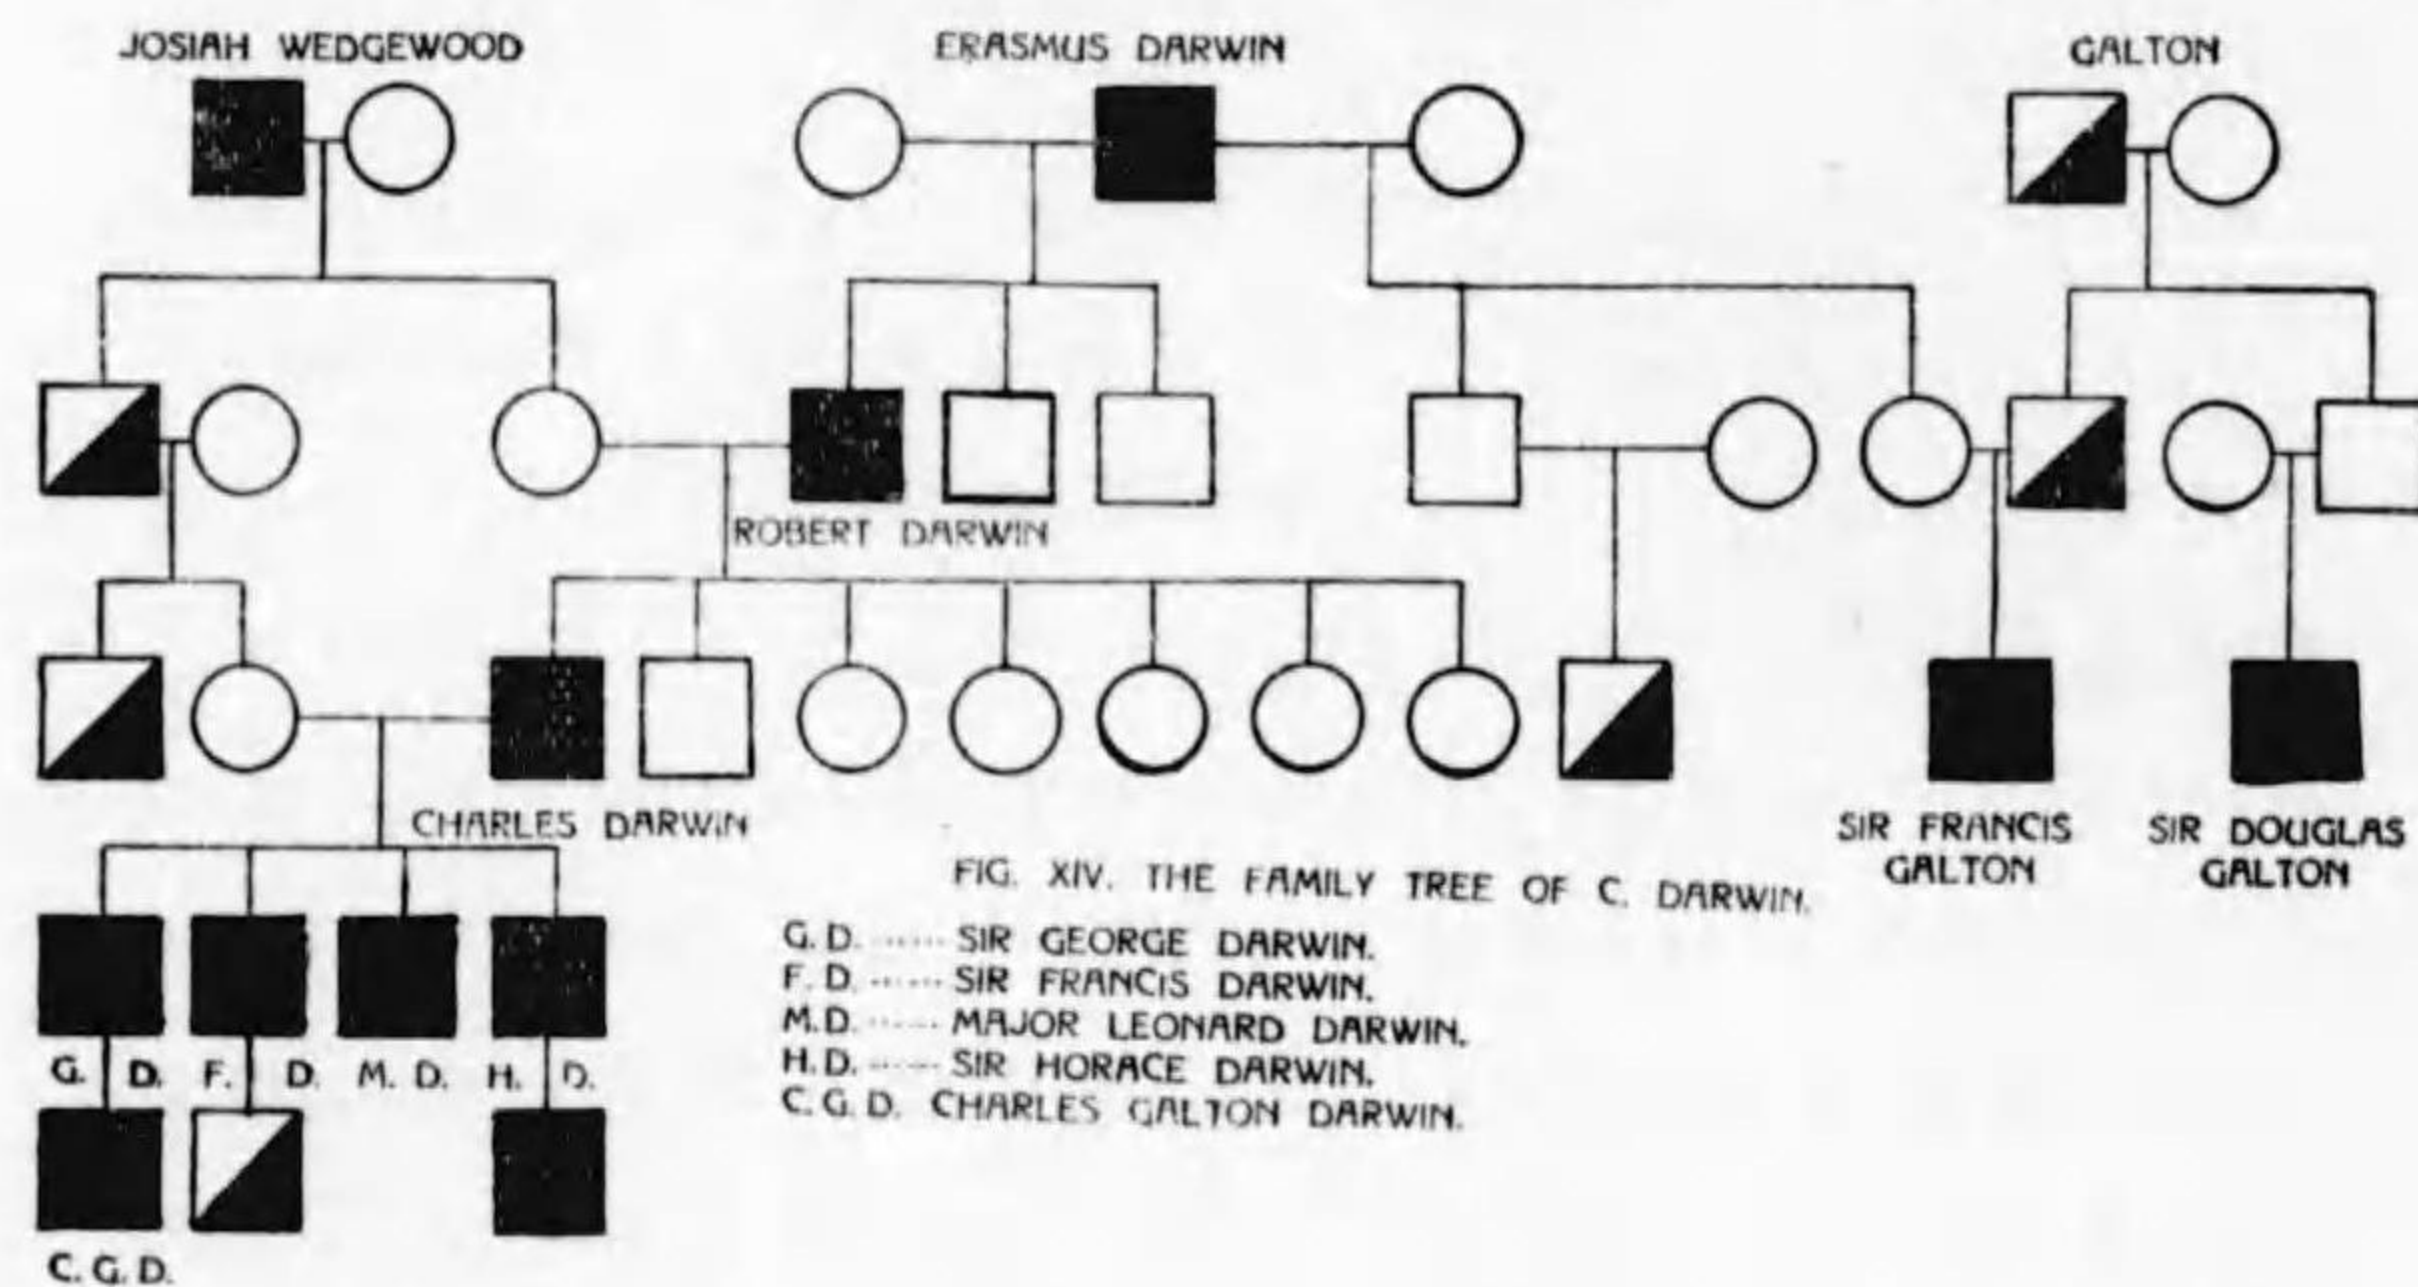 JOSIAH WEDGEWOOD
ERASMUS DARWIN
GALTON
ROBERT DARWIN
CHARLES DARWIN
SIR FRANCIS
GALTON
SIR DOUGLAS
GALTON
FIG. XIV. THE FAMILY TREE OF C. DARWIN.
G. D. ...... SIR GEORGE DARWIN.
F. D. ...... SIR FRANCIS DARWIN.
M.D. ...... MAJOR LEONARD DARWIN.
H.D. ...... SIR HORACE DARWIN.
C. G. D. CHARLES GALTON DARWIN.
G. D. F. D. M. D. H. D.
C. G. D.